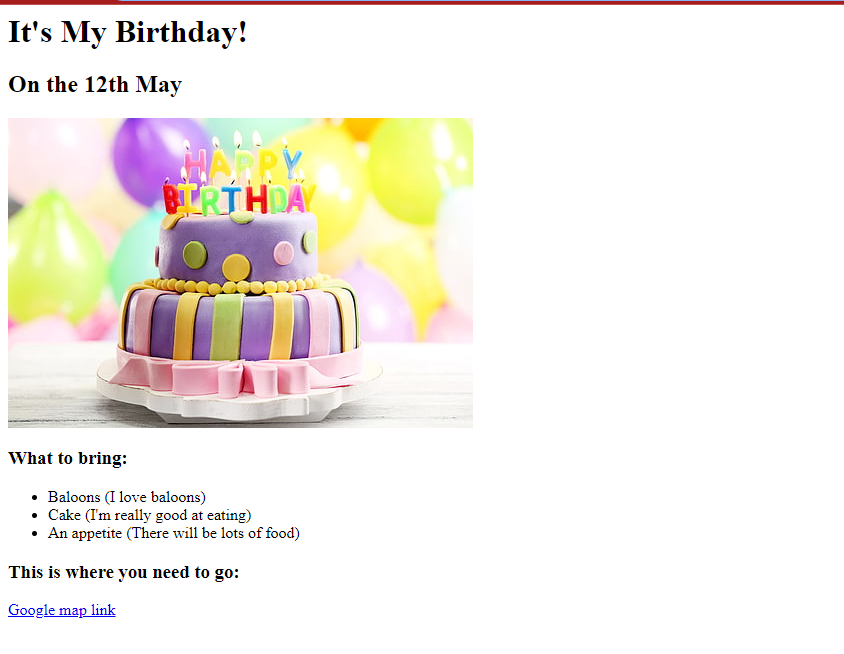 It's My Birthday!
On the 12th May
HAPPY
BIRTHDAY
What to bring:
Baloons (I love baloons)
Cake (I'm really good at eating)
An appetite (There will be lots of food)
This is where you need to go:
Google map link